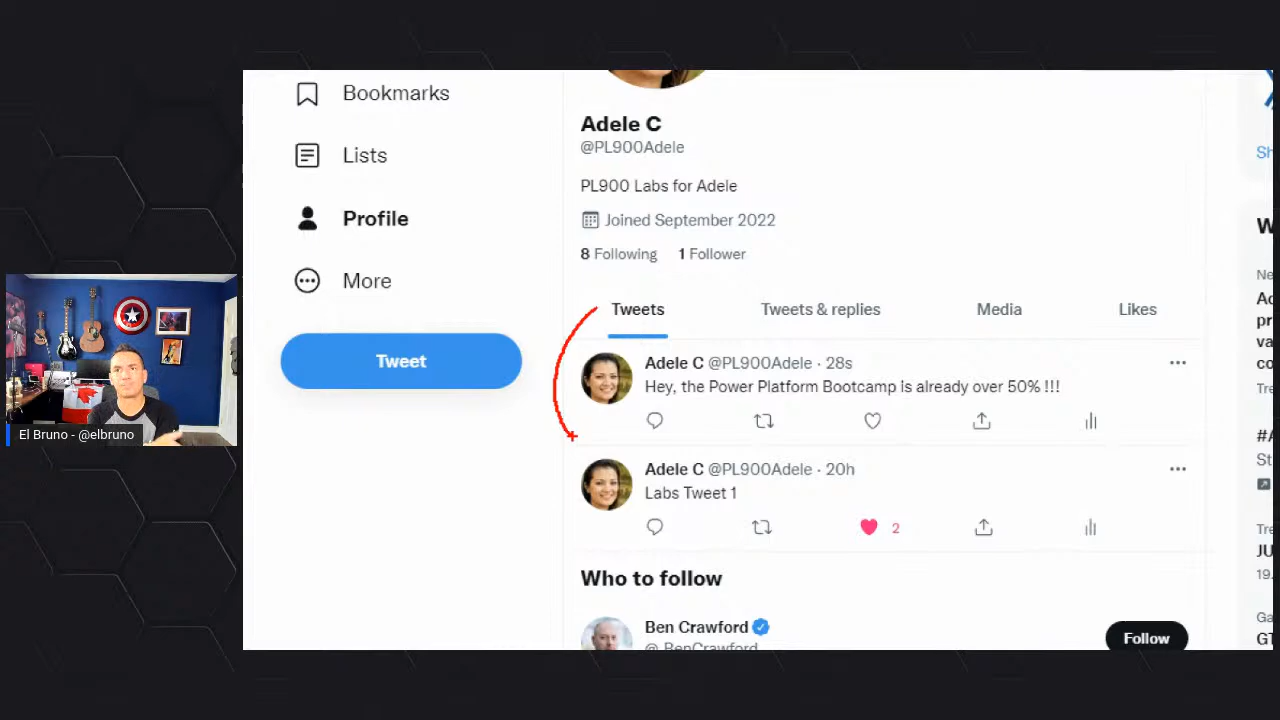 Bookmarks
Lists
Profile
More
Tweet
El Bruno - @elbruno
Adele C
@PL900Adele
PL900 Labs for Adele
Joined September 2022
8 Following 1 Follower
Tweets Tweets & replies Media Likes
Adele C @PL900Adele · 28s
Hey, the Power Platform Bootcamp is already over 50% !!!
Adele C @PL900Adele · 20h
Labs Tweet 1
2
Who to follow
Ben Crawford
Follow